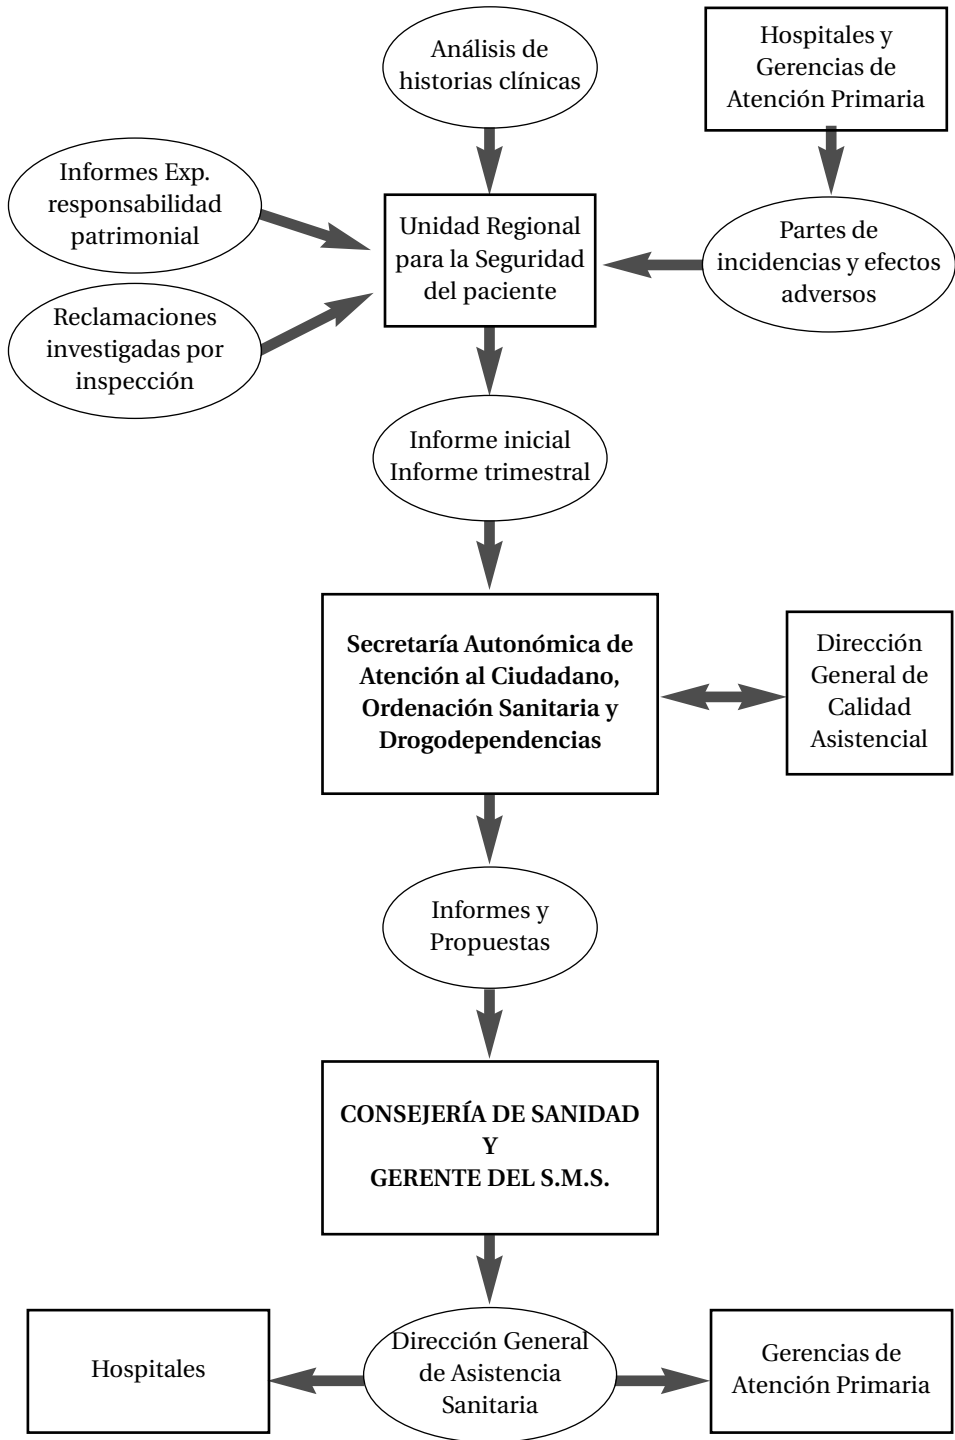 Análisis de
historias clínicas
Hospitales y
Gerencias de
Atención Primaria
Informes Exp.
responsabilidad
patrimonial
Unidad Regional
para la Seguridad
del paciente
Partes de
incidencias y efectos
adversos
Reclamaciones
investigadas por
inspección
Informe inicial
Informe trimestral
Secretaría Autonómica de
Atención al Ciudadano,
Ordenación Sanitaria y
Drogodependencias
Dirección
General de
Calidad
Asistencial
Informes y
Propuestas
CONSEJERÍA DE SANIDAD
Y
GERENTE DEL S.M.S.
Hospitales
Dirección General
de Asistencia
Sanitaria
Gerencias de
Atención Primaria